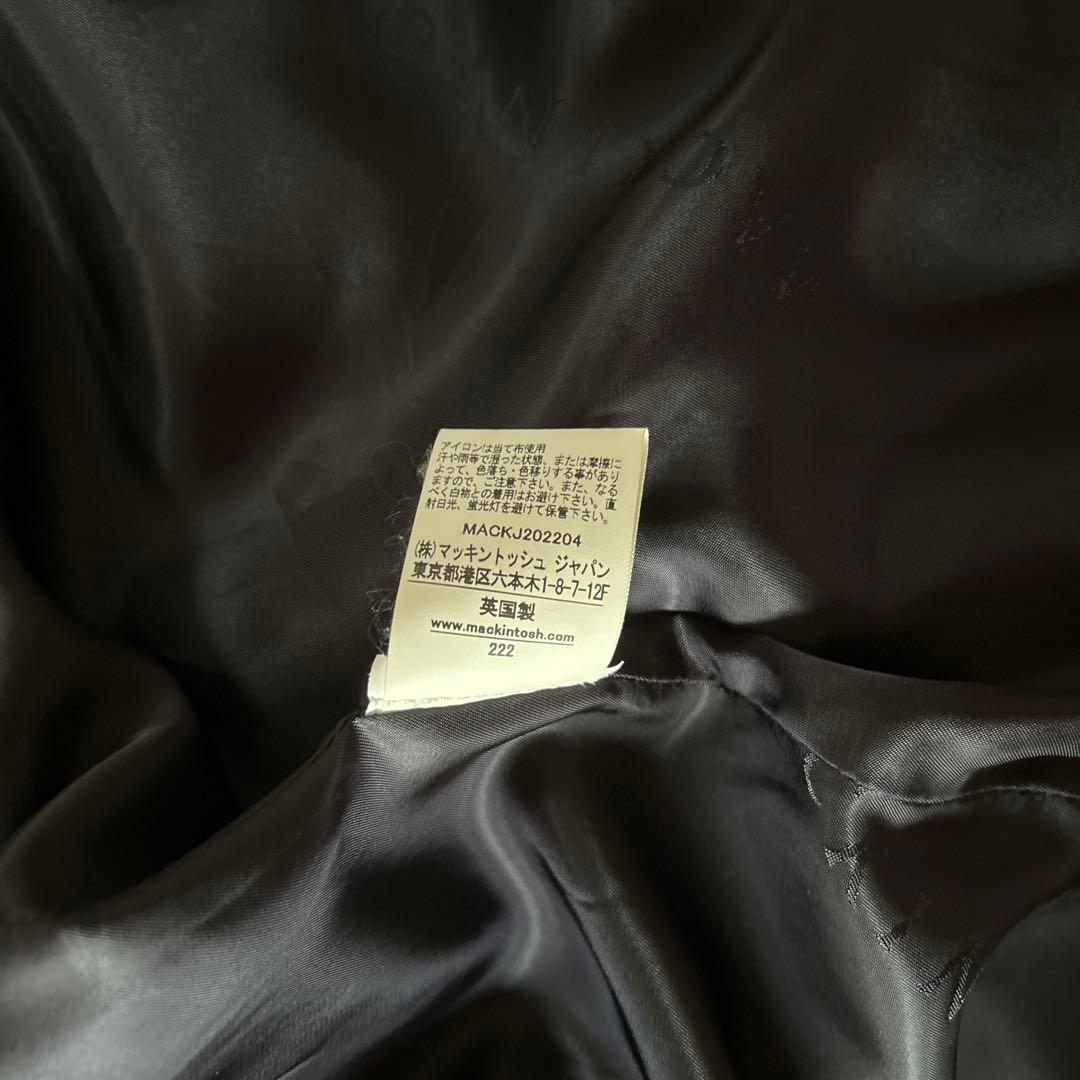 アイロンは当て布使用
汗や雨等で湿った状態、または摩擦に
よって、色落ち・色移りする事があり
ますので、ご注意下さい。また、なる
べく白物との着用はお避け下さい。直
射日光、蛍光灯を避けて保管下さい。
MACKJ202204
(株)マッキントッシュ ジャパン
東京都港区六本木1-8-7-12F
英国製
www.mackintosh.com
222